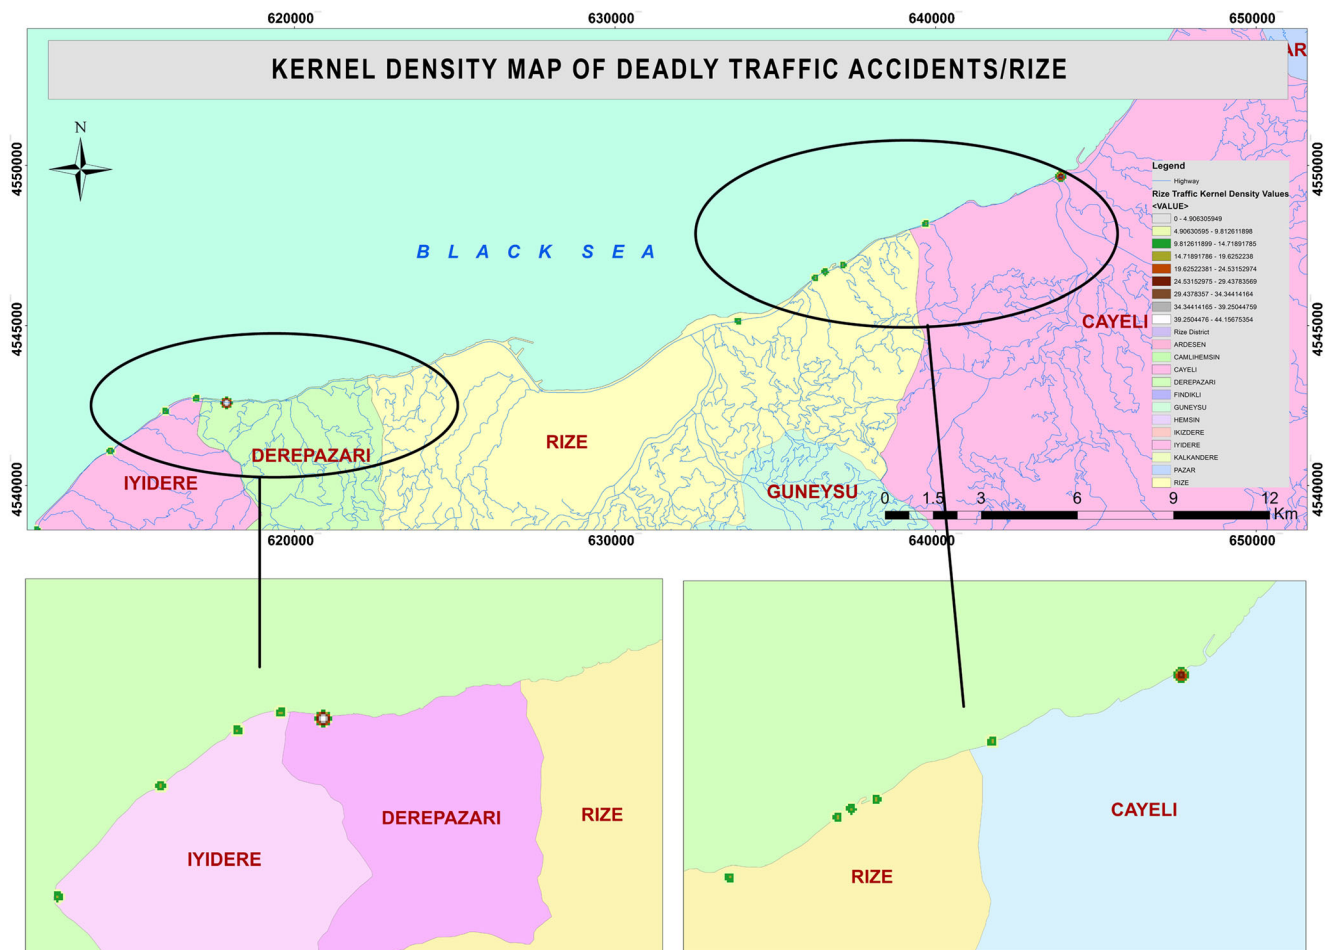 620000 630000 640000 650000
KERNEL DENSITY MAP OF DEADLY TRAFFIC ACCIDENTS/RIZE
AR
N
4550000
4550000
BLACK SEA
Legend
Highway
Rize Traffic Kernel Density Values
<VALUE>
0 - 4.906305949
4.90630595 - 9.812611898
9.812611899 - 14.71891785
14.71891786 - 19.6252238
19.62522381 - 24.53152974
24.53152975 - 29.43783569
29.4378357 - 34.34414164
34.34414165 - 39.25044759
39.2504476 - 44.15675354
Rize District
ARDESEN
CAMLIHEMSIN
CAYELI
DEREPAZARI
FINDIKLI
GUNEYSU
HEMSIN
IKIZDERE
IYIDERE
KALKANDERE
PAZAR
RIZE
4545000
4545000
CAYELI
RIZE
DEREPAZARI
IYIDERE
GUNEYSU
4540000
4540000
0 1.5 3 6 9 12
Km
620000 630000 640000 650000
DEREPAZARI
RIZE
IYIDERE
CAYELI
RIZE